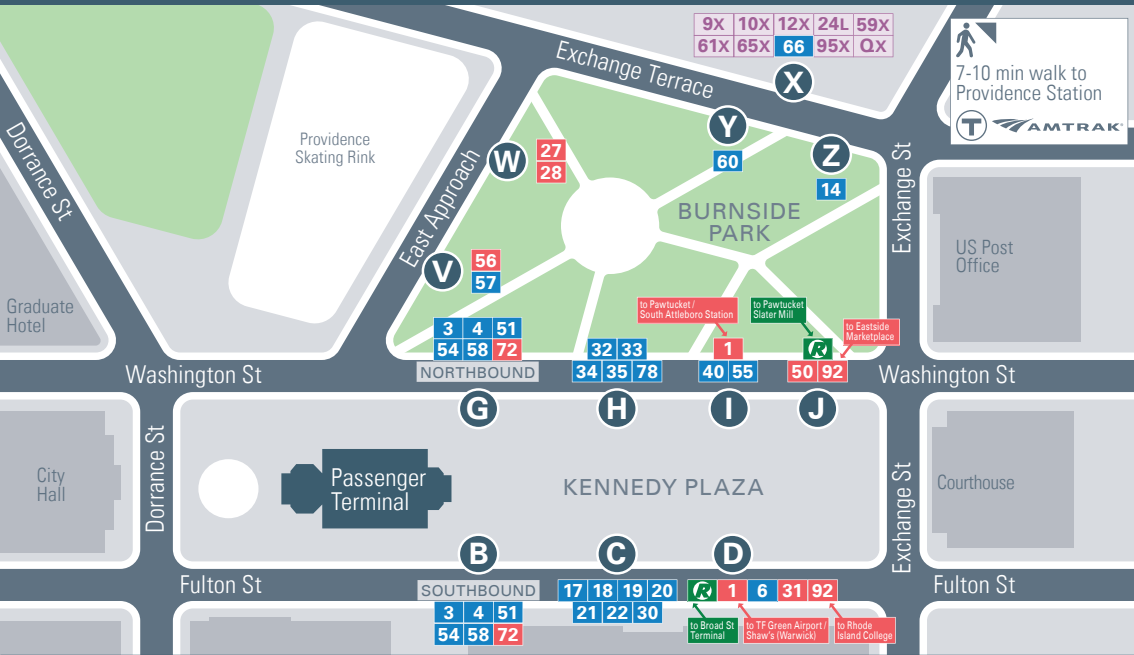 9X 10X 12X 24L 59X
61X 65X 66 95X QX
X
7-10 min walk to
Providence Station
T AMTRAK
Exchange Terrace
Dorrance St
Providence
Skating Rink
East Approach
W
27
28
Y
60
Z
14
Exchange St
BURNSIDE
PARK
US Post
Office
V
56
57
Graduate
Hotel
3 4 51
54 58 72
NORTHBOUND
G
32 33
34 35 78
H
to Pawtucket /
South Attleboro Station
1
40 55
I
to Pawtucket
Slater Mill
R
to Eastside
Marketplace
50 92
J
Washington St
Washington St
City
Hall
Dorrance St
Passenger
Terminal
KENNEDY PLAZA
Exchange St
Courthouse
B
C
D
Fulton St
SOUTHBOUND
3 4 51
54 58 72
17 18 19 20
21 22 30
R 1 6 31 92
to Broad St
Terminal
to TF Green Airport /
Shaw's (Warwick)
to Rhode
Island College
Fulton St